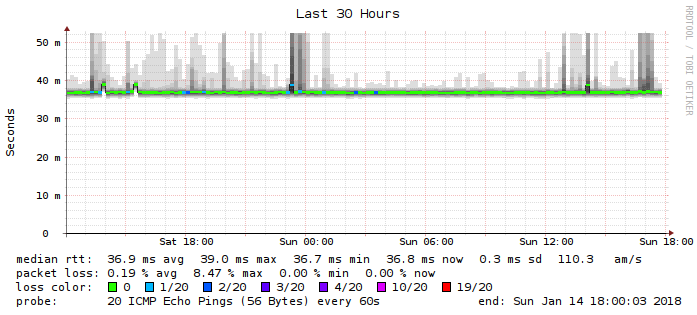 Last 30 Hours
RRDTOOL / TOBI OETIKER
Seconds
50 m
40 m
30 m
20 m
10 m
0
Sat 18:00 Sun 00:00 Sun 06:00 Sun 12:00 Sun 18:00
median rtt: 36.9 ms avg 39.0 ms max 36.7 ms min 36.8 ms now 0.3 ms sd 110.3 am/s
packet loss: 0.19 % avg 8.47 % max 0.00 % min 0.00 % now
loss color: 0 1/20 2/20 3/20 4/20 10/20 19/20
probe: 20 ICMP Echo Pings (56 Bytes) every 60s end: Sun Jan 14 18:00:03 2018